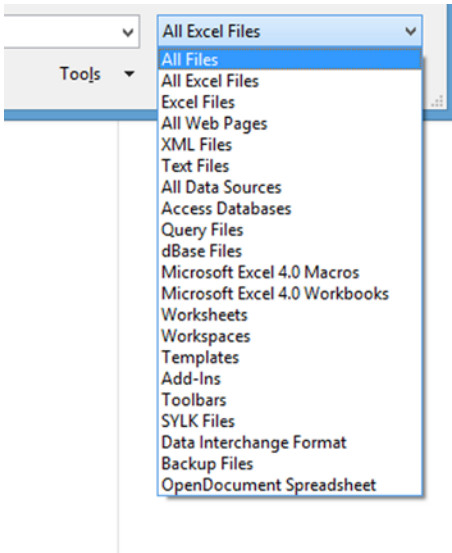 All Excel Files
Tools
All Files
All Excel Files
Excel Files
All Web Pages
XML Files
Text Files
All Data Sources
Access Databases
Query Files
dBase Files
Microsoft Excel 4.0 Macros
Microsoft Excel 4.0 Workbooks
Worksheets
Workspaces
Templates
Add-Ins
Toolbars
SYLK Files
Data Interchange Format
Backup Files
OpenDocument Spreadsheet